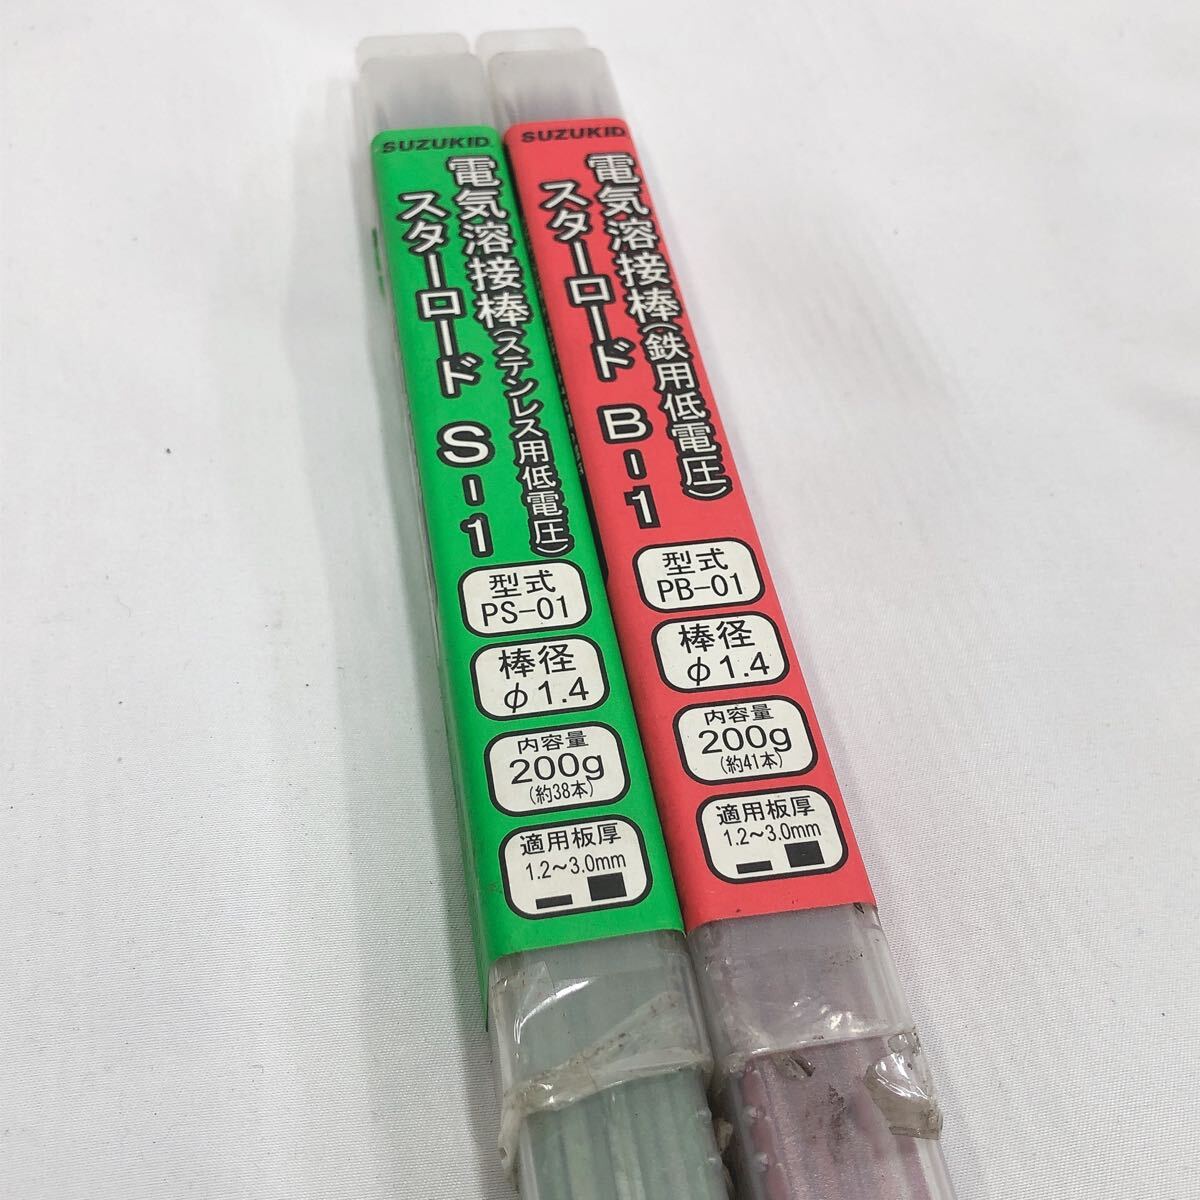 SUZUKID
電気溶接棒(ステンレス用低電圧)
スターロード S-1
型式
PS-01
棒径
φ1.4
内容量
200g
(約38本)
適用板厚
1.2～3.0mm
SUZUKID
電気溶接棒(鉄用低電圧)
スターロード B-1
型式
PB-01
棒径
φ1.4
内容量
200g
(約41本)
適用板厚
1.2～3.0mm